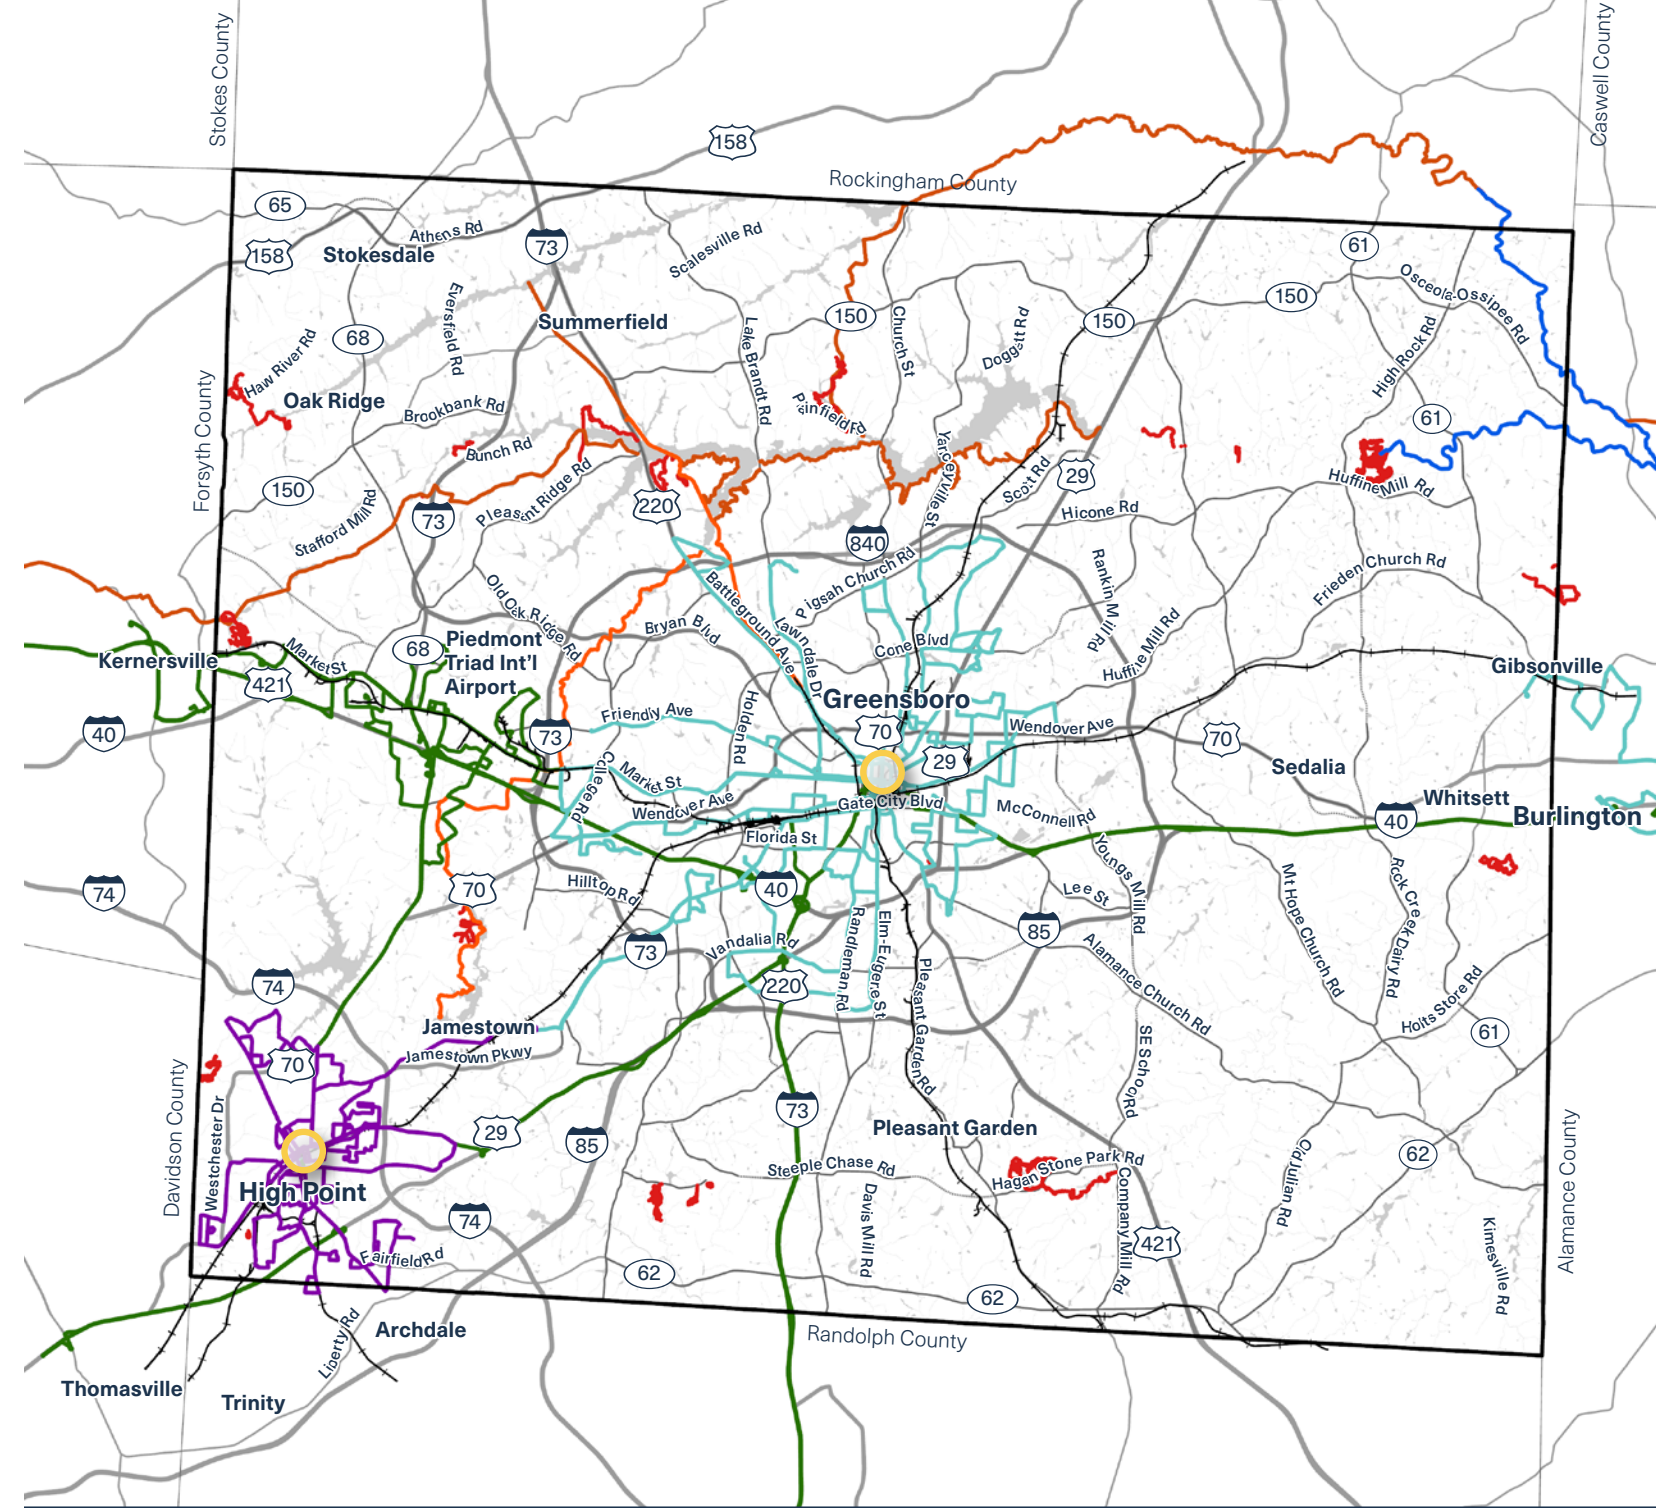 Stokes County
Caswell County
158
Rockingham County
65
Athens Rd
158
Stokesdale
73
Scalesville Rd
61
Osceola-Ossipee Rd
150
Eversfield Rd
Summerfield
150
150
68
Haw River Rd
Lake Brandt Rd
Church St
Doggett Rd
High Rock Rd
Oak Ridge
Brookbank Rd
Pinfield Rd
61
Forsyth County
Bunch Rd
Yanceyville St
150
Pleasant Ridge Rd
Scott Rd
29
Huffine Mill Rd
Stafford Mill Rd
73
220
Hicone Rd
840
Pigsah Church Rd
Rankin Mill Rd
Frieden Church Rd
Old Oak Ridge Rd
Battleground Ave
Lawndale Dr
Bryan Blvd
Cone Blvd
Huffine Mill Rd
Kernersville
Market St
68
Piedmont
Triad Int'l
Airport
Gibsonville
421
Greensboro
Holden Rd
Friendly Ave
40
73
70
Wendover Ave
70
29
Sedalia
College Rd
Market St
Wendover Ave
Gate City Blvd
McConnell Rd
Whitsett
40
Burlington
Florida St
Youngs Mill Rd
74
70
Hilltop Rd
40
Lee St
Mt Hope Church Rd
Rock Creek Dairy Rd
73
Vandalia Rd
Randleman Rd
Elm-Eugene St
85
Alamance Church Rd
74
220
Pleasant Garden Rd
Hoits Store Rd
61
Jamestown
Jamestown Pkwy
70
SE School Rd
Davidson County
Westchester Dr
29
85
73
Pleasant Garden
Alamance County
62
High Point
Steeple Chase Rd
Hagan Stone Park Rd
Old Julian Rd
74
Davis Mill Rd
Company Mill Rd
421
Kimesville Rd
Fairfield Rd
62
62
Archdale
Liberty Rd
Randolph County
Thomasville
Trinity